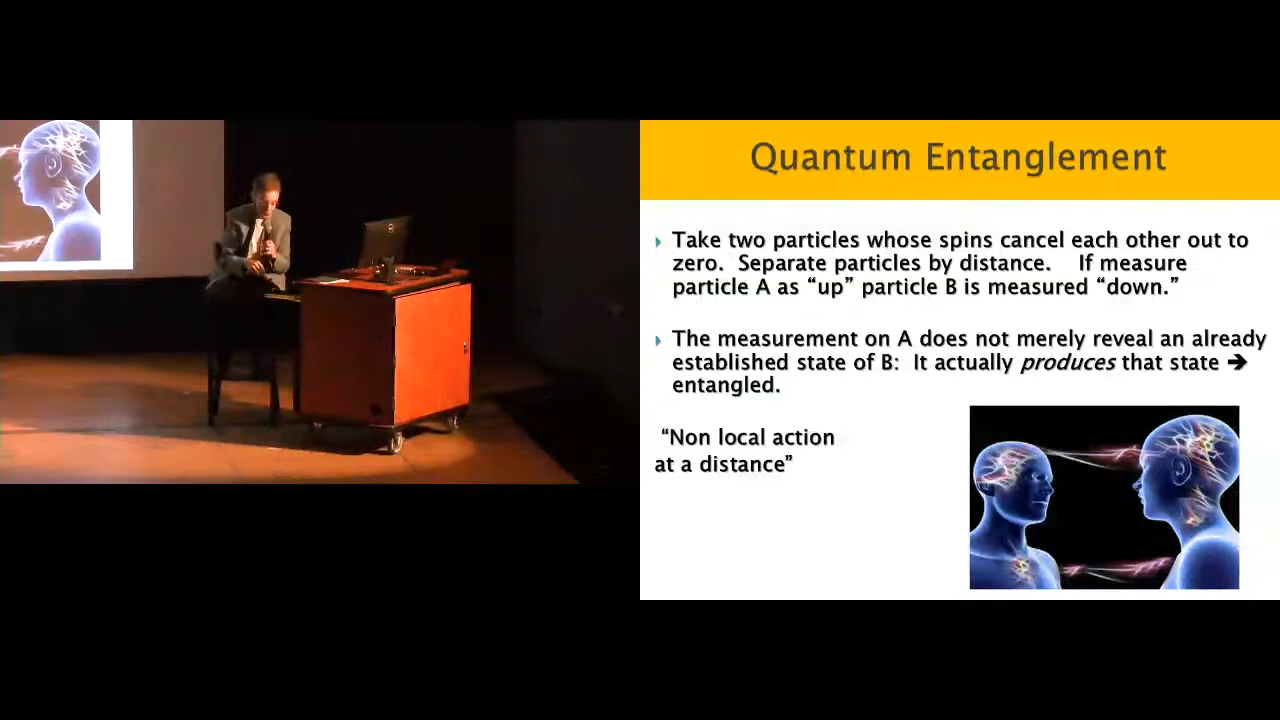 Quantum Entanglement
Take two particles whose spins cancel each other out to
zero. Separate particles by distance. If measure
particle A as “up” particle B is measured “down.”
The measurement on A does not merely reveal an already
established state of B: It actually produces that state ➔
entangled.
“Non local action
at a distance”